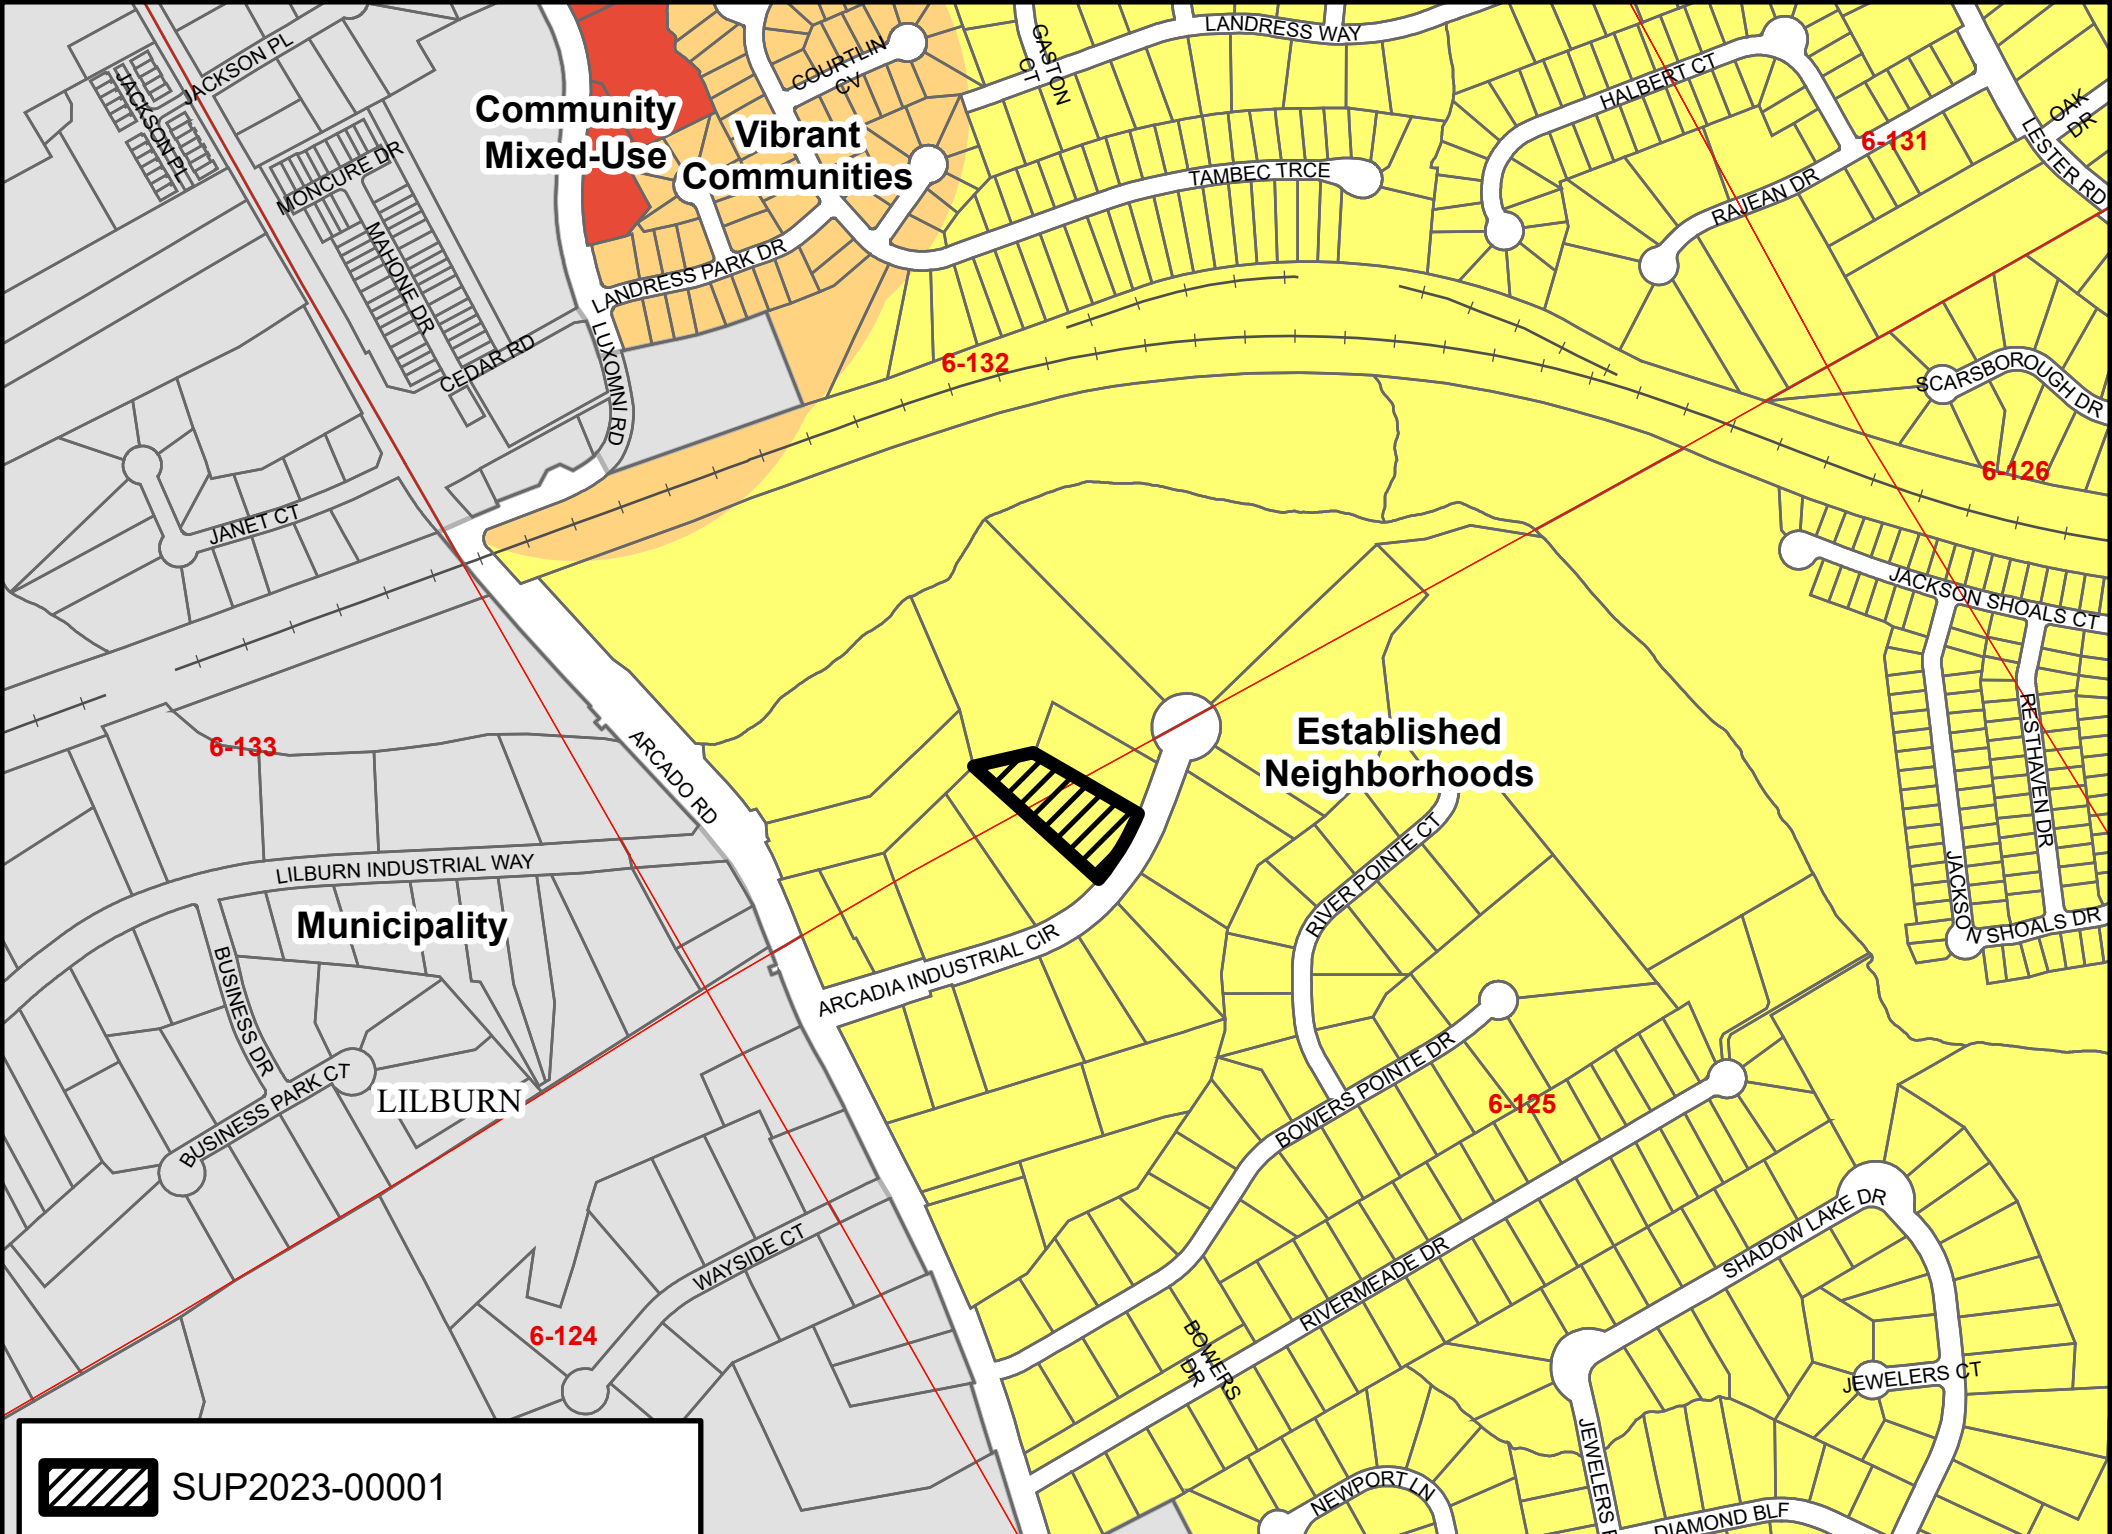 JACKSON PL
JACKSON PL
MONCURE DR
MAHONE DR
CEDAR RD
LUXOMNI RD
Community
Mixed-Use
Vibrant
Communities
COURTLIN
CV
GASTON
CT
LANDRESS WAY
LANDRESS PARK DR
TAMBEC TRCE
HALBERT CT
RAJEAN DR
6-131
OAK
DR
LESTER RD
6-132
SCARSBOROUGH DR
6-126
JANET CT
JACKSON SHOALS CT
RESTHAVEN DR
JACKSON SHOALS DR
6-133
ARCADO RD
Established
Neighborhoods
LILBURN INDUSTRIAL WAY
Municipality
BUSINESS DR
BUSINESS PARK CT
LILBURN
ARCADIA INDUSTRIAL CIR
RIVER POINTE CT
BOWERS POINTE DR
6-125
WAYSIDE CT
6-124
RIVERMEADE DR
BOWERS
DR
SHADOW LAKE DR
JEWELERS CT
JEWELERS
NEWPORT LN
DIAMOND BLF
SUP2023-00001